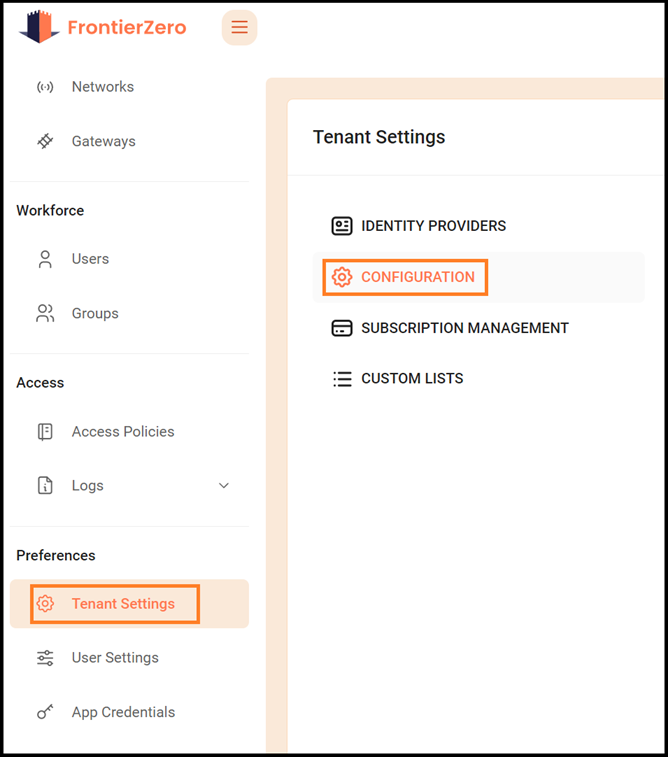 FrontierZero
Networks
Gateways
Workforce
Users
Groups
Access
Access Policies
Logs
Preferences
Tenant Settings
User Settings
App Credentials
Tenant Settings
IDENTITY PROVIDERS
CONFIGURATION
SUBSCRIPTION MANAGEMENT
CUSTOM LISTS